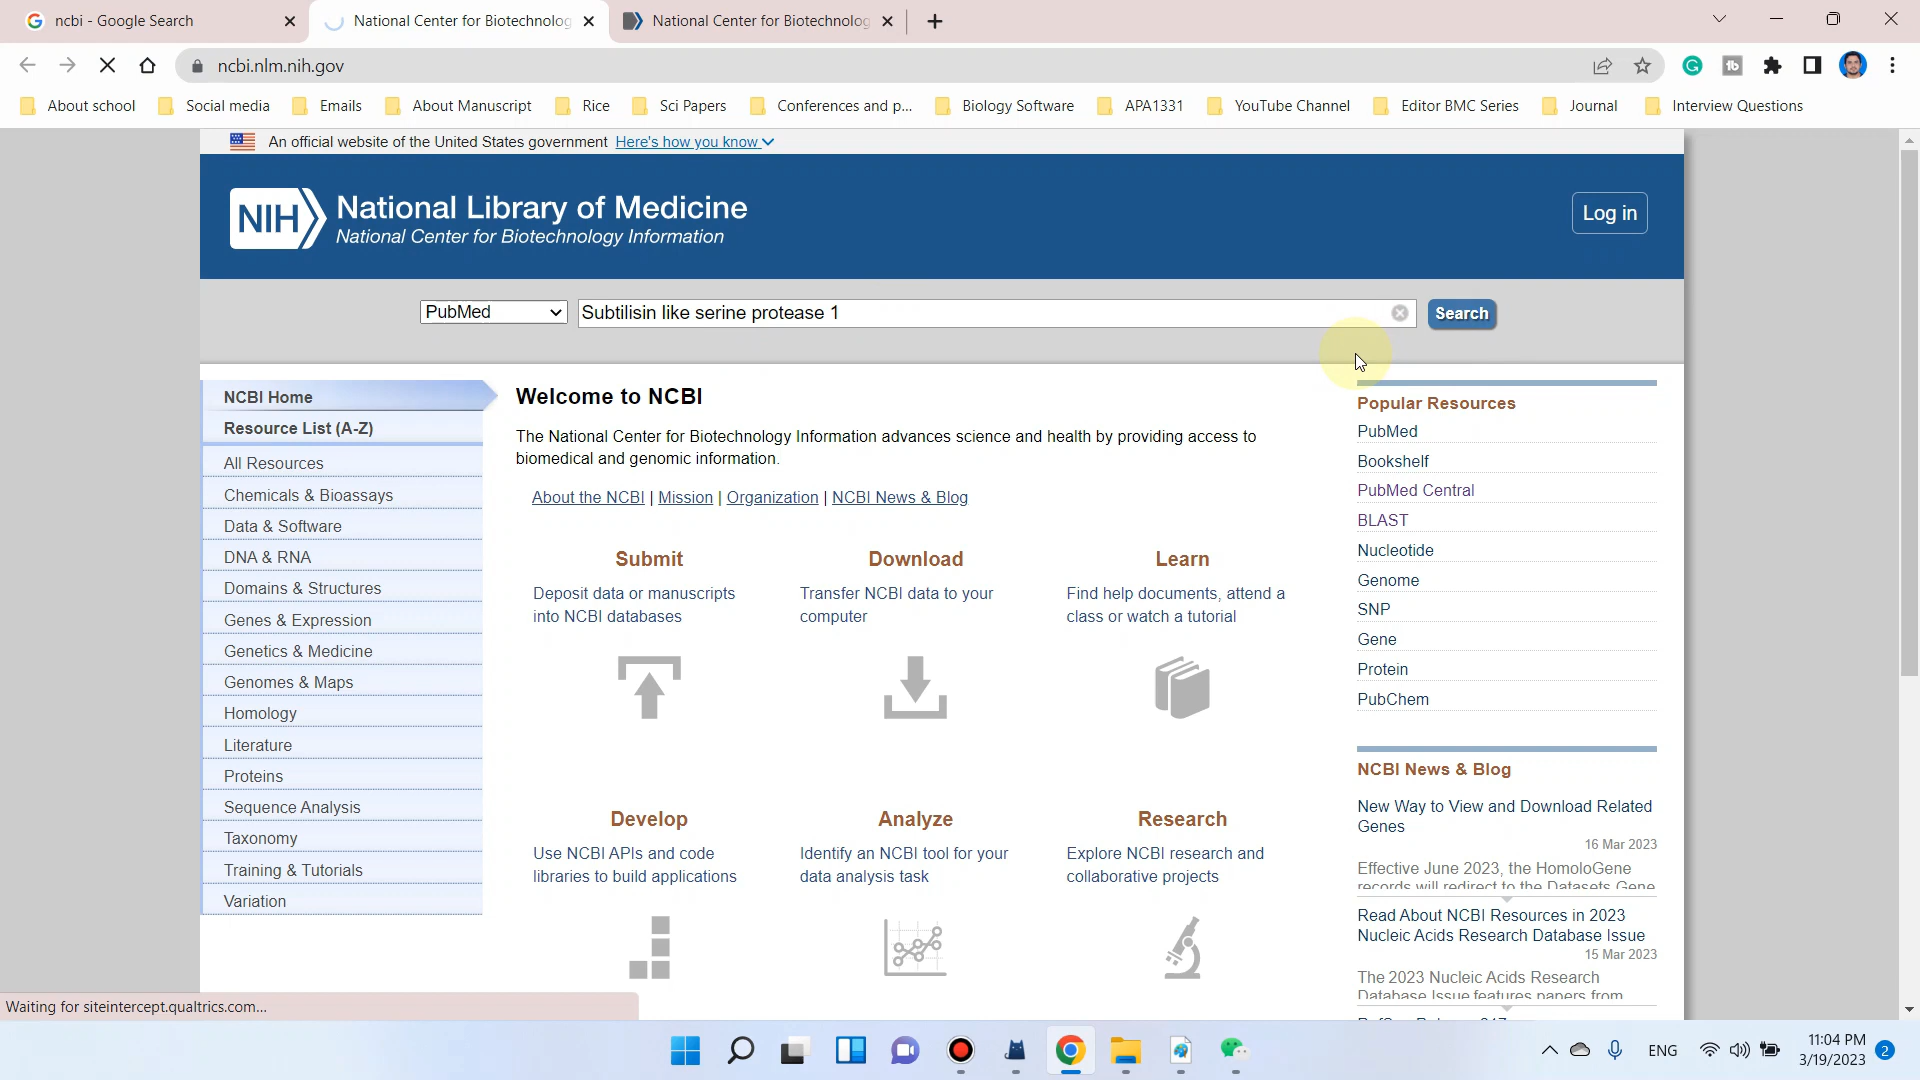 ncbi - Google Search
National Center for Biotechnolog
National Center for Biotechnolog
ncbi.nlm.nih.gov
About school
Social media
Emails
About Manuscript
Rice
Sci Papers
Conferences and p...
Biology Software
APA1331
YouTube Channel
Editor BMC Series
Journal
Interview Questions
An official website of the United States government Here's how you know
NIH National Library of Medicine
National Center for Biotechnology Information
Log in
PubMed
Subtilisin like serine protease 1
Search
NCBI Home
Resource List (A-Z)
All Resources
Chemicals & Bioassays
Data & Software
DNA & RNA
Domains & Structures
Genes & Expression
Genetics & Medicine
Genomes & Maps
Homology
Literature
Proteins
Sequence Analysis
Taxonomy
Training & Tutorials
Variation
Welcome to NCBI
The National Center for Biotechnology Information advances science and health by providing access to
biomedical and genomic information.
About the NCBI | Mission | Organization | NCBI News & Blog
Submit
Deposit data or manuscripts
into NCBI databases
Download
Transfer NCBI data to your
computer
Learn
Find help documents, attend a
class or watch a tutorial
Develop
Use NCBI APIs and code
libraries to build applications
Analyze
Identify an NCBI tool for your
data analysis task
Research
Explore NCBI research and
collaborative projects
Popular Resources
PubMed
Bookshelf
PubMed Central
BLAST
Nucleotide
Genome
SNP
Gene
Protein
PubChem
NCBI News & Blog
New Way to View and Download Related
Genes
16 Mar 2023
Effective June 2023, the HomoloGene
records will redirect to the Datasets Gene
Read About NCBI Resources in 2023
Nucleic Acids Research Database Issue
15 Mar 2023
The 2023 Nucleic Acids Research
Database Issue features papers from
Waiting for siteintercept.qualtrics.com...
ENG
11:04 PM
3/19/2023
2